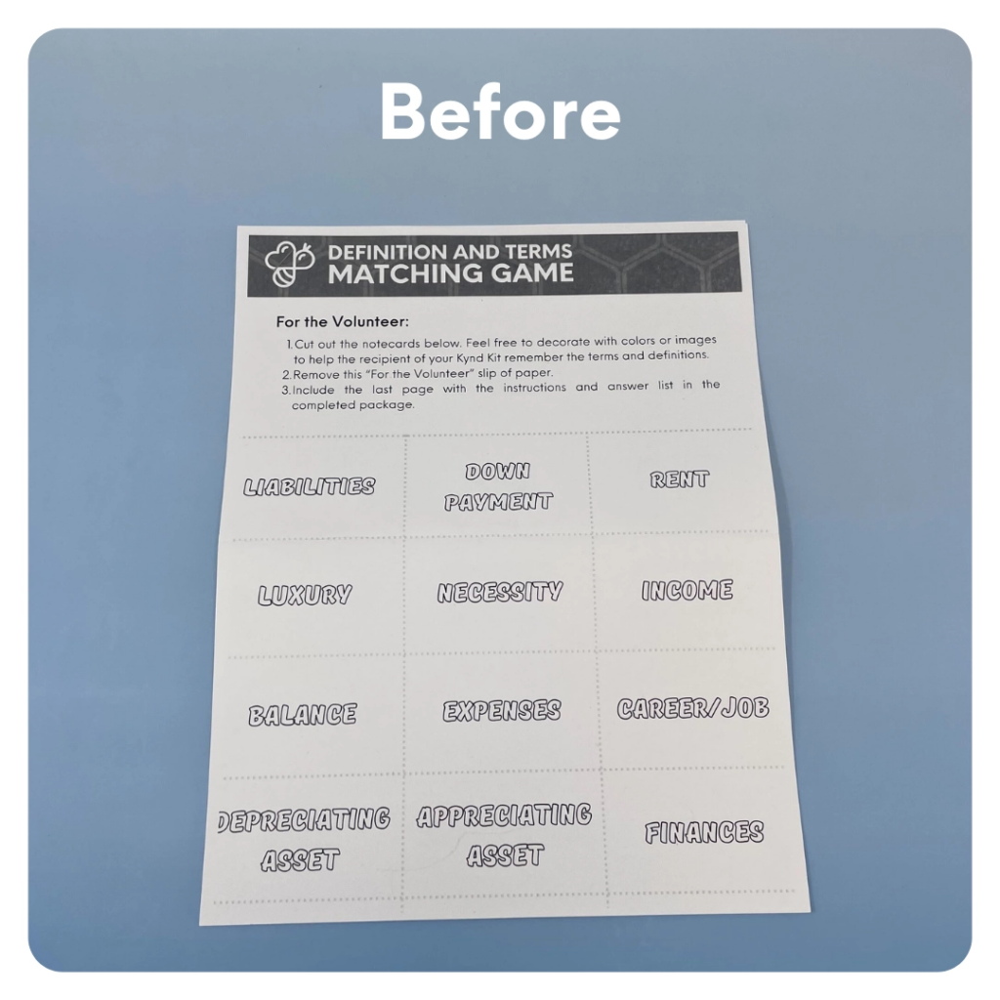 Before
DEFINITION AND TERMS
MATCHING GAME
For the Volunteer:
1. Cut out the notecards below. Feel free to decorate with colors or images
to help the recipient of your Kynd Kit remember the terms and definitions.
2. Remove this "For the Volunteer" slip of paper.
3. Include the last page with the instructions and answer list in the
completed package.
LIABILITIES
DOWN
PAYMENT
RENT
LUXURY
NECESSITY
INCOME
BALANCE
EXPENSES
CAREER/JOB
DEPRECIATING
ASSET
APPRECIATING
ASSET
FINANCES